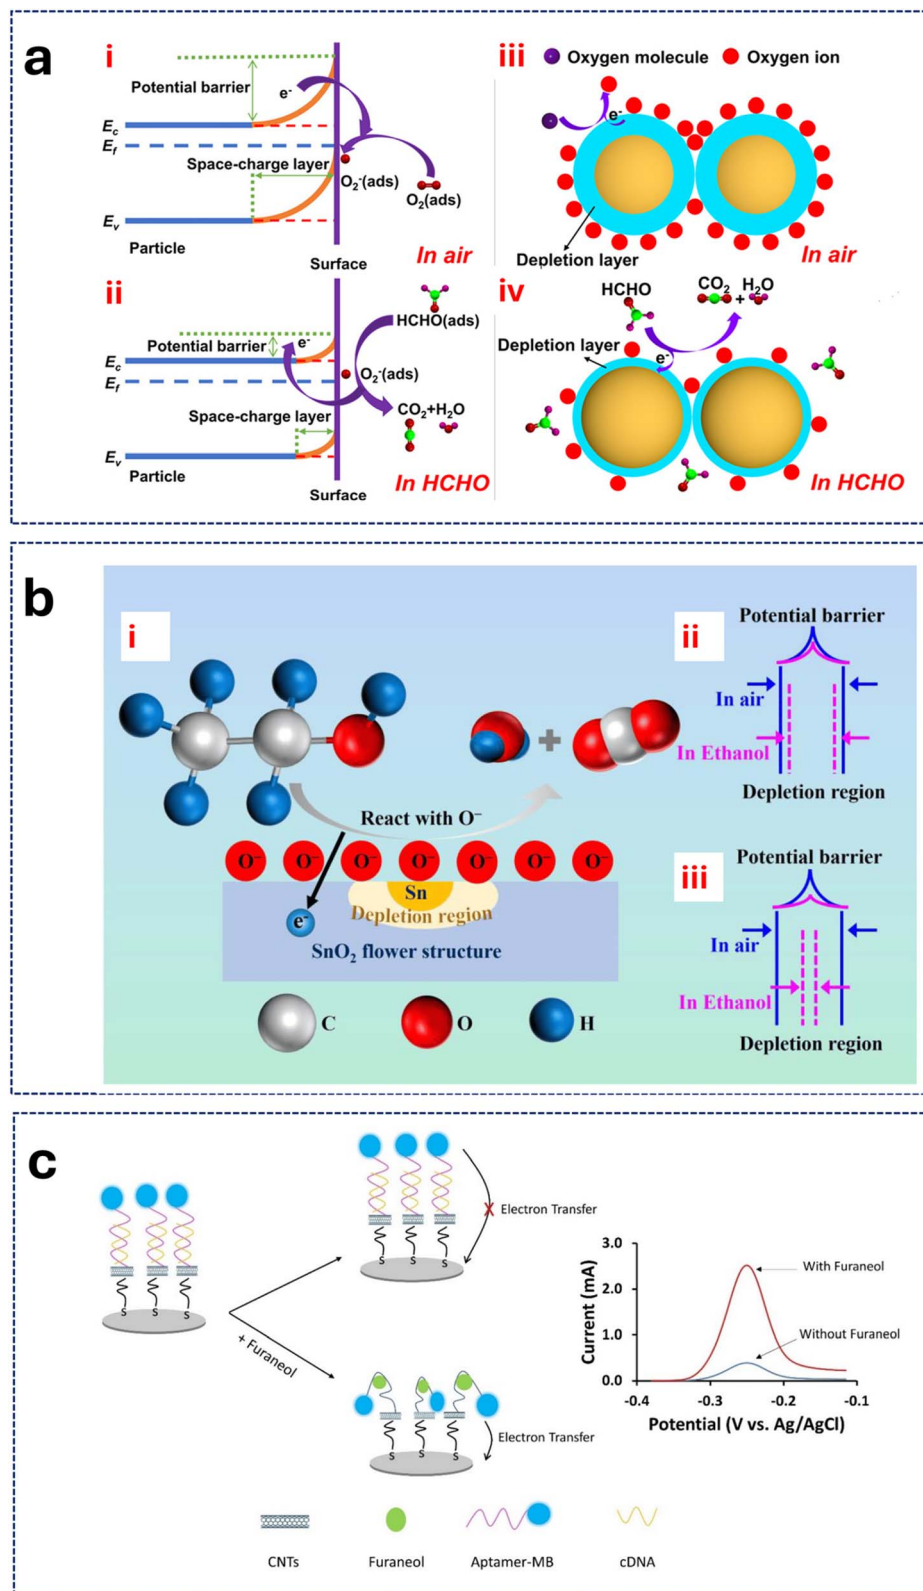 a
i
Potential barrier
e-
Ec
Ef
Space-charge layer
O2-(ads)
O2(ads)
Ev
Particle
Surface
In air
ii
HCHO(ads)
Potential barrier
e-
Ec
Ef
O2-(ads)
CO2+H2O
Space-charge layer
Ev
Particle
Surface
In HCHO
iii
Oxygen molecule
Oxygen ion
e-
Depletion layer
In air
iv
HCHO
CO2
+
H2O
Depletion layer
e-
In HCHO
b
i
+
React with O−
O− O− O− O− O− O− O−
Sn
Depletion region
e-
SnO2 flower structure
C
O
H
ii
Potential barrier
In air
In Ethanol
Depletion region
iii
Potential barrier
In air
In Ethanol
Depletion region
c
S S S
+ Furaneol
S S S
X
Electron Transfer
S S S
Electron Transfer
3.0
2.0
1.0
0.0
Current (mA)
With Furaneol
Without Furaneol
-0.4 -0.3 -0.2 -0.1
Potential (V vs. Ag/AgCl)
CNTs
Furaneol
Aptamer-MB
cDNA